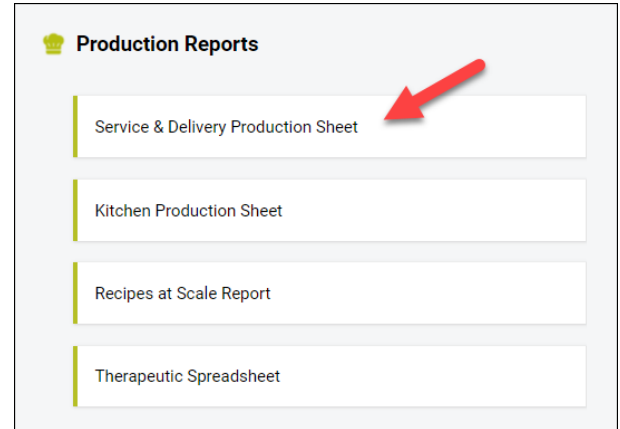 Production Reports
Service & Delivery Production Sheet
Kitchen Production Sheet
Recipes at Scale Report
Therapeutic Spreadsheet